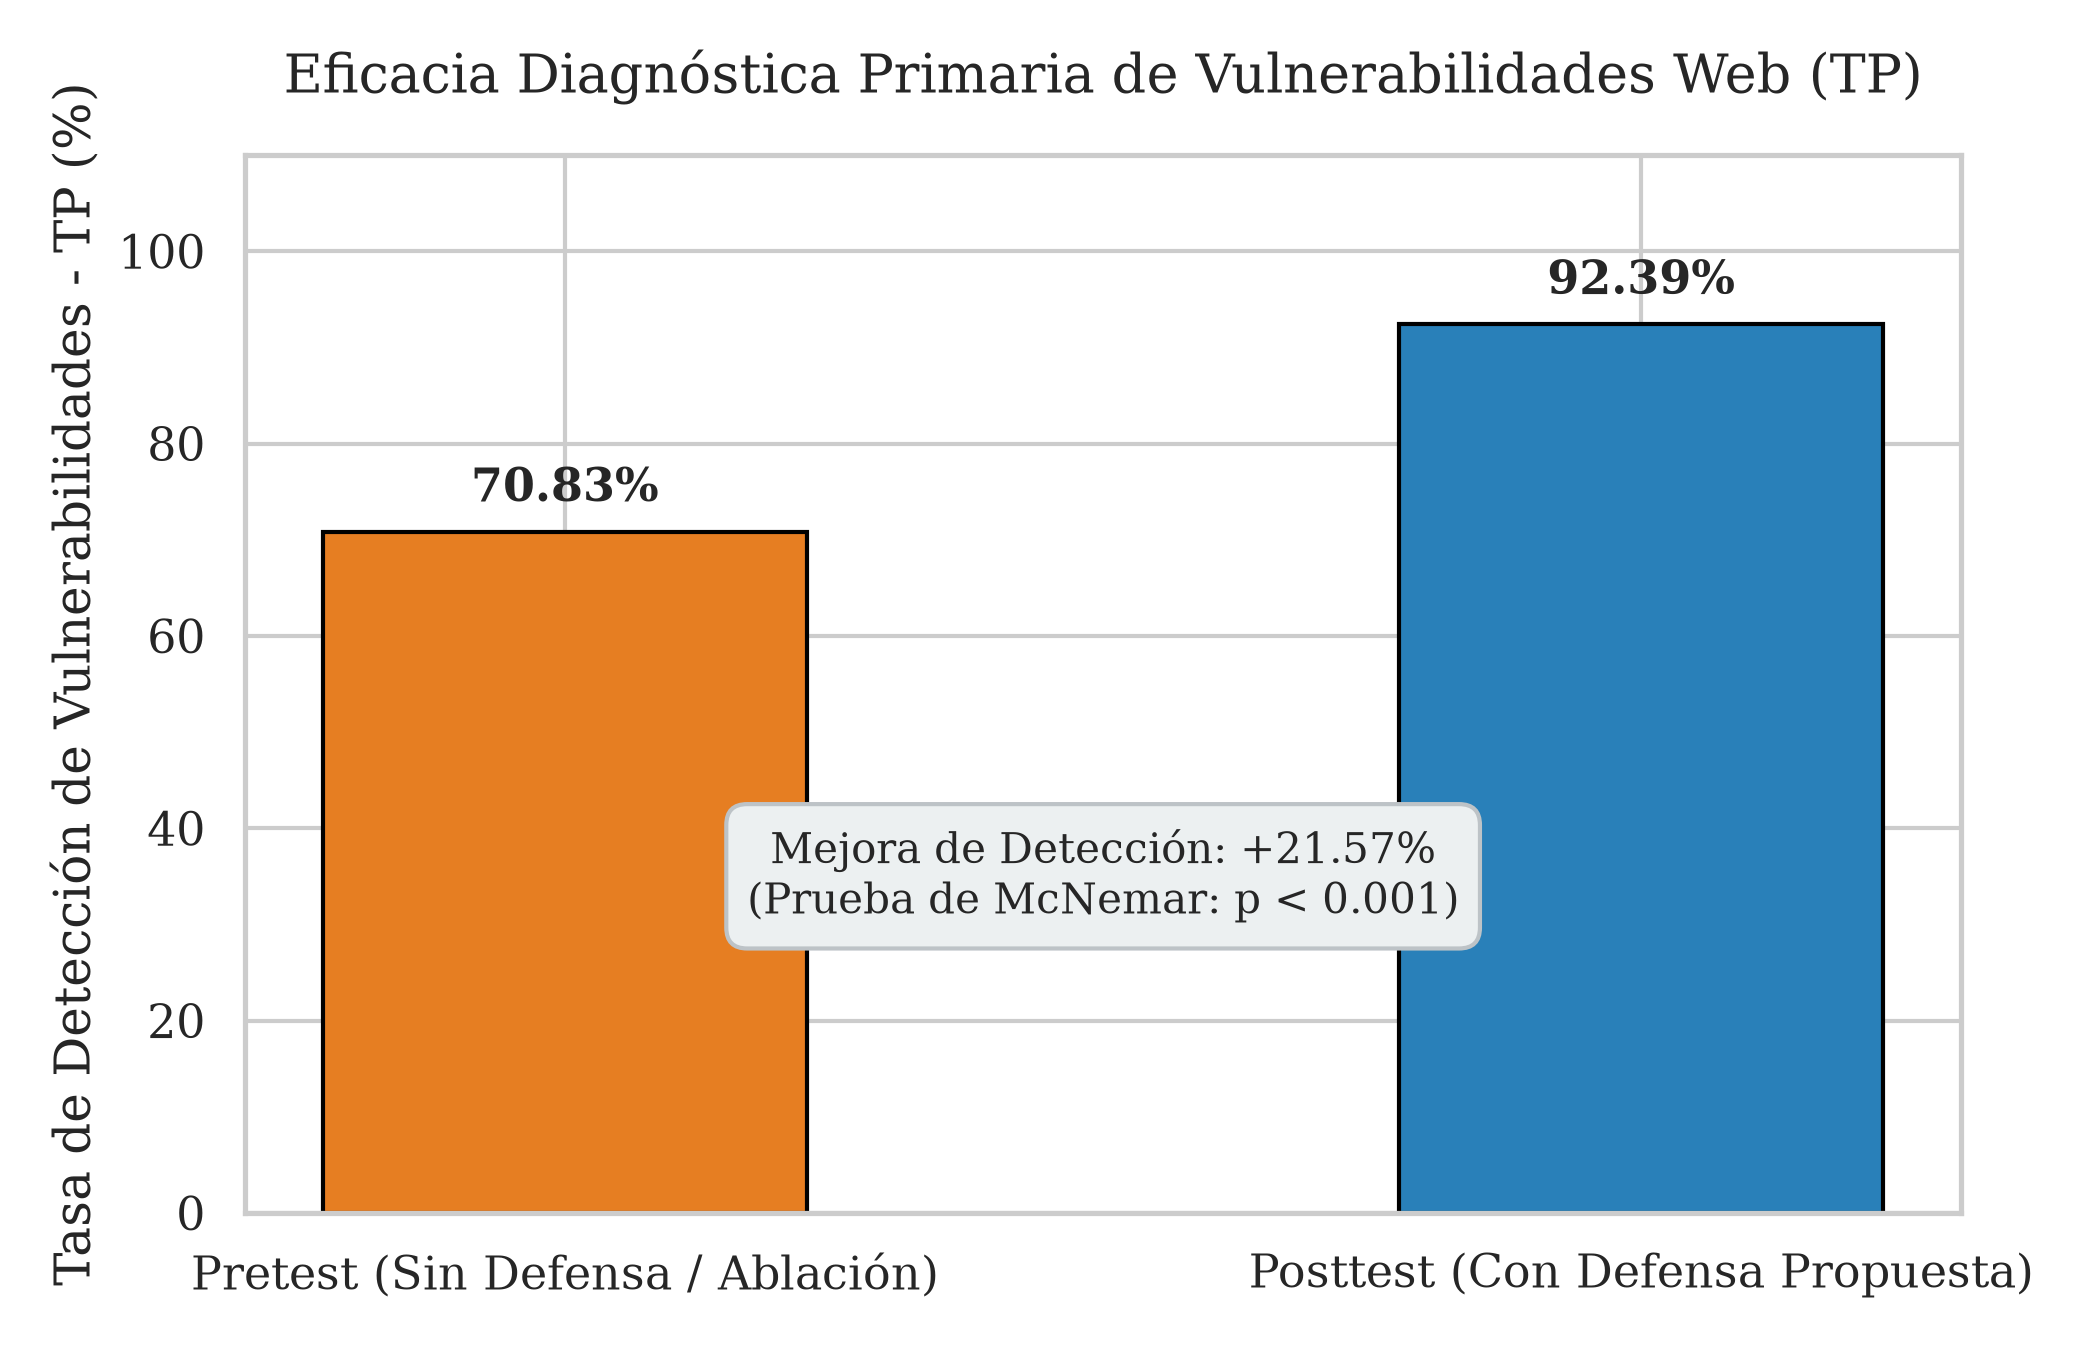 Eficacia Diagnóstica Primaria de Vulnerabilidades Web (TP)
Tasa de Detección de Vulnerabilidades - TP (%)
100
80
60
40
20
0
70.83%
92.39%
Mejora de Detección: +21.57%
(Prueba de McNemar: p < 0.001)
Pretest (Sin Defensa / Ablación)
Posttest (Con Defensa Propuesta)